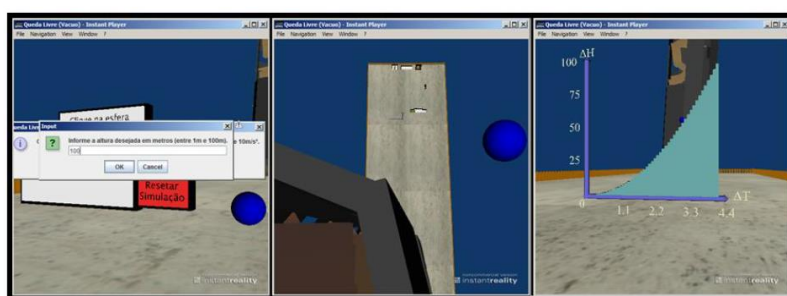 Queda Livre (Vacuo) - Instant Player
File Navigation View Window ?
Clique na esfera
Queda Livre
Input
Informe a altura desejada em metros (entre 1m e 100m).
e 10m/s².
100
OK Cancel
Resetar
Simulação
instantreality
Queda Livre (Vacuo) - Instant Player
File Navigation View Window ?
instantreality
Queda Livre (Vacuo) - Instant Player
File Navigation View Window ?
ΔH
100
75
50
25
0
1.1 2.2 3.3 4.4
ΔT
instantreality